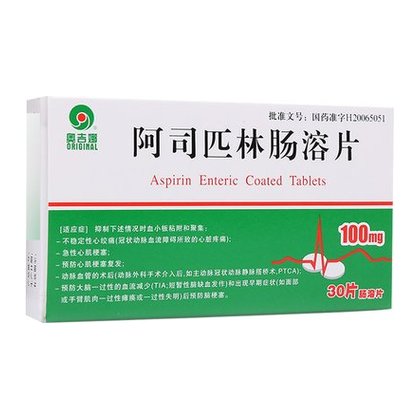 批准文号：国药准字H20065051
奥吉娜
ORIGINAL
阿司匹林肠溶片
Aspirin Enteric Coated Tablets
[适应症] 抑制下述情况时血小板粘附和聚集：
-不稳定性心绞痛(冠状动脉血流障碍所致的心脏疼痛)；
-急性心肌梗塞；
-预防心肌梗塞复发；
-动脉血管的术后(动脉外科手术介入后，如主动脉冠状动脉静脉搭桥术,PTCA)；
-预防大脑一过性的血流减少(TIA;短暂性脑缺血发作)和出现早期症状(如面部
或手臂肌肉一过性瘫痪或一过性失明)后预防脑梗塞。
100mg
30片肠溶片